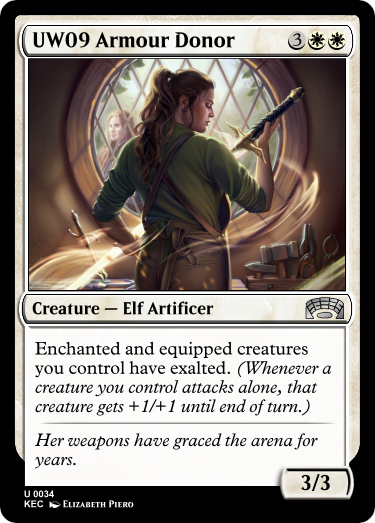 UW09 Armour Donor 3
Creature — Elf Artificer
Enchanted and equipped creatures
you control have exalted. (Whenever a
creature you control attacks alone, that
creature gets +1/+1 until end of turn.)
Her weapons have graced the arena for
years.
3/3
U 0034
KEC Elizabeth Piero